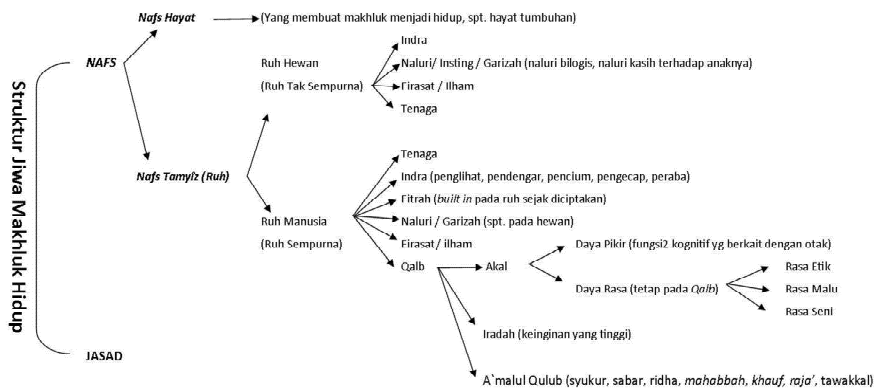 Struktur Jiwa Makhluk Hidup
NAFS
Nafs Hayat
(Yang membuat makhluk menjadi hidup, spt. hayat tumbuhan)
Nafs Tamyîz (Ruh)
Ruh Hewan
(Ruh Tak Sempurna)
Indra
Naluri/ Insting / Garizah (naluri bilogis, naluri kasih terhadap anaknya)
Firasat / Ilham
Tenaga
Ruh Manusia
(Ruh Sempurna)
Tenaga
Indra (penglihat, pendengar, pencium, pengecap, peraba)
Fitrah (built in pada ruh sejak diciptakan)
Naluri / Garizah (spt. pada hewan)
Firasat/ ilham
Qalb
Akal
Daya Pikir (fungsi2 kognitif yg berkait dengan otak)
Daya Rasa (tetap pada Qalb)
Rasa Etik
Rasa Malu
Rasa Seni
Iradah (keinginan yang tinggi)
A`malul Qulub (syukur, sabar, ridha, mahabbah, khauf, raja’, tawakkal)
JASAD